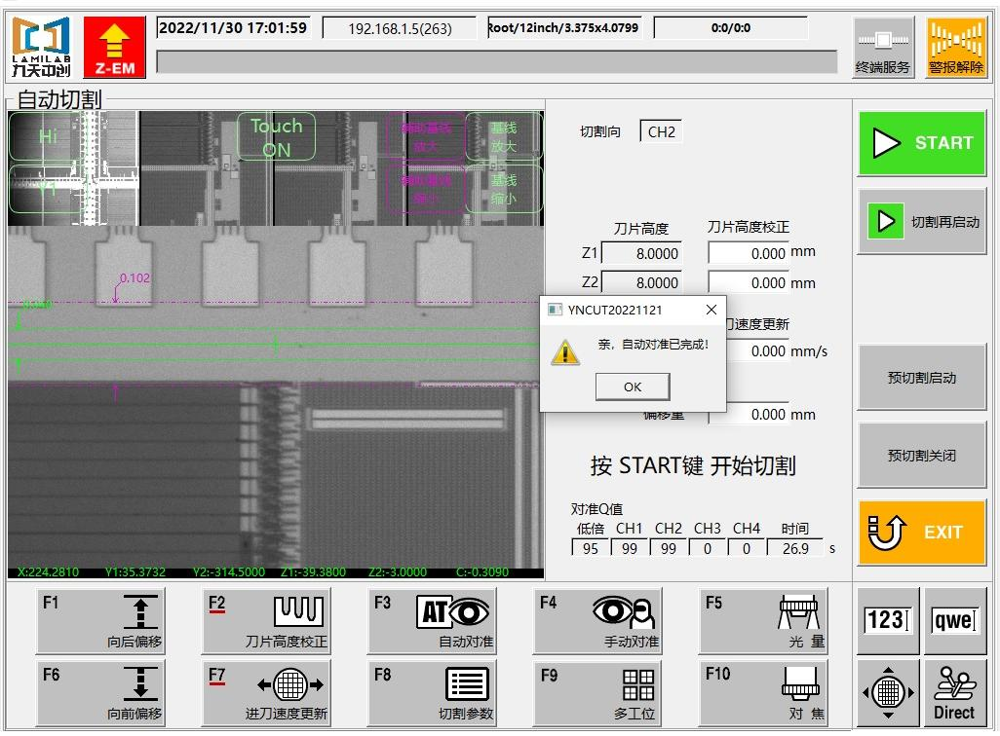 LAMILAB
九天中创
Z-EM
2022/11/30 17:01:59
192.168.1.5(263)
Root/12inch/3.375x4.0799
0:0/0:0
终端服务
警报解除
自动切割
Hi
Touch
ON
辅助基线
放大
基线
放大
Y1
辅助基线
缩小
基线
缩小
0.102
X:224.2810
Y1:35.3732
Y2:-314.5000
Z1:-39.3800
Z2:-3.0000
C:-0.3090
切割向
CH2
刀片高度
刀片高度校正
Z1
8.0000
0.000
mm
Z2
8.0000
0.000
mm
刀速度更新
0.000
mm/s
偏移量
0.000
mm
YNCUT20221121
亲，自动对准已完成!
OK
按 START键 开始切割
对准Q值
低倍 CH1 CH2 CH3 CH4 时间
95 99 99 0 0 26.9 s
START
切割再启动
预切割启动
预切割关闭
EXIT
F1
向后偏移
F2
刀片高度校正
F3
AT
自动对准
F4
手动对准
F5
光 量
123
qwe
F6
向前偏移
F7
进刀速度更新
F8
切割参数
F9
多工位
F10
对 焦
Direct